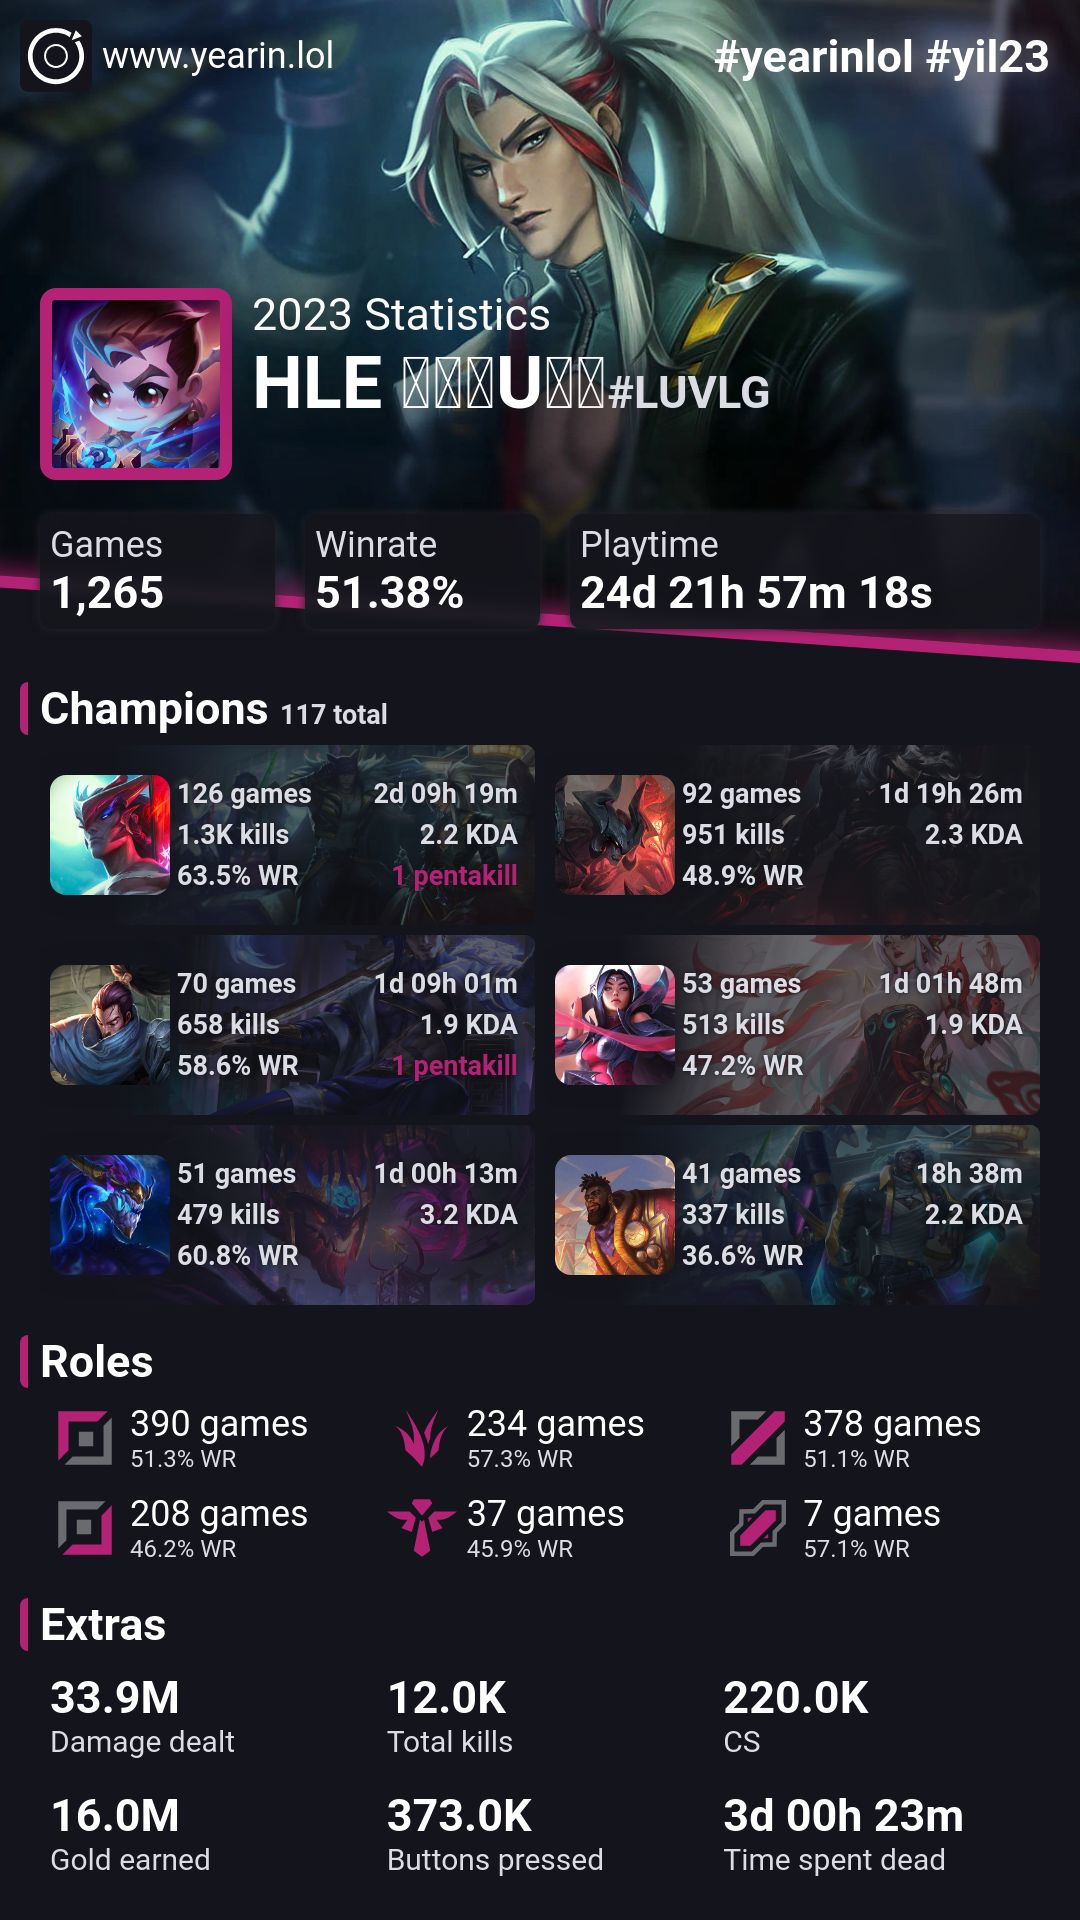 www.yearin.lol
#yearinlol #yil23
2023 Statistics
HLE U#LUVLG
Games
1,265
Winrate
51.38%
Playtime
24d 21h 57m 18s
Champions 117 total
126 games 2d 09h 19m
1.3K kills 2.2 KDA
63.5% WR 1 pentakill
92 games 1d 19h 26m
951 kills 2.3 KDA
48.9% WR
70 games 1d 09h 01m
658 kills 1.9 KDA
58.6% WR 1 pentakill
53 games 1d 01h 48m
513 kills 1.9 KDA
47.2% WR
51 games 1d 00h 13m
479 kills 3.2 KDA
60.8% WR
41 games 18h 38m
337 kills 2.2 KDA
36.6% WR
Roles
390 games
51.3% WR
234 games
57.3% WR
378 games
51.1% WR
208 games
46.2% WR
37 games
45.9% WR
7 games
57.1% WR
Extras
33.9M
Damage dealt
12.0K
Total kills
220.0K
CS
16.0M
Gold earned
373.0K
Buttons pressed
3d 00h 23m
Time spent dead